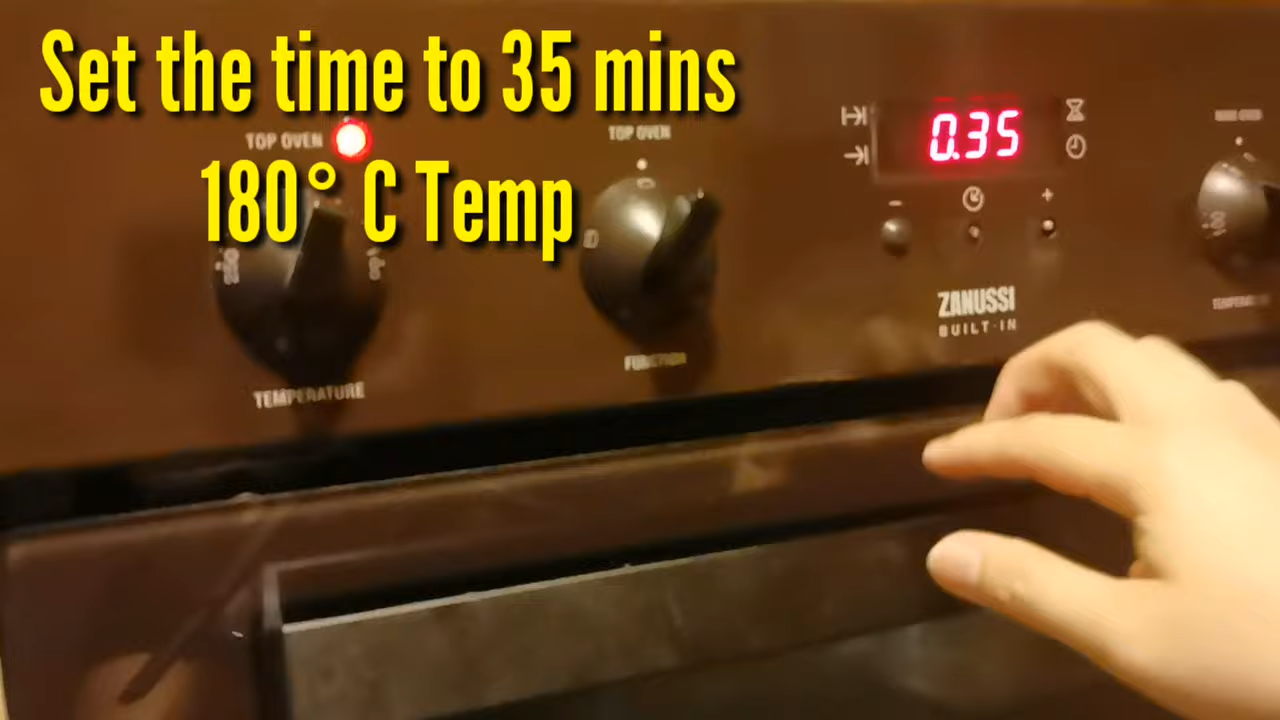 Set the time to 35 mins
180° C Temp
TOP OVEN
TEMPERATURE
TOP OVEN
FUNCTION
0.35
- +
ZANUSSI
BUILT-IN